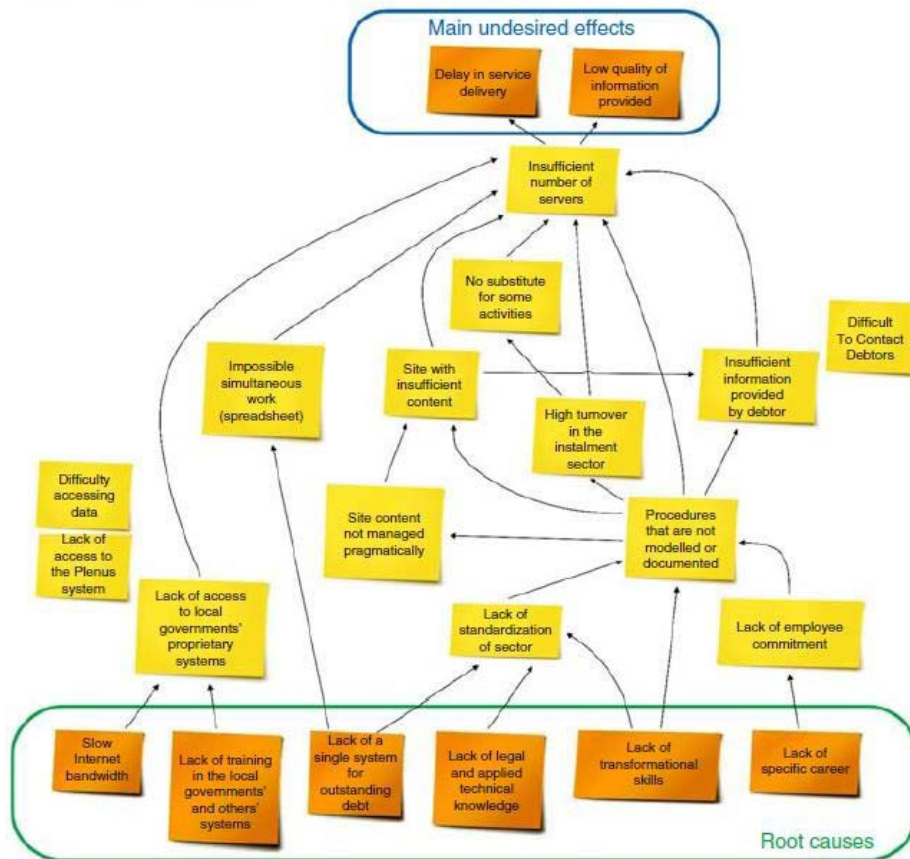 Main undesired effects
Delay in service
delivery
Low quality of
information
provided
Insufficient
number of
servers
No substitute
for some
activities
Difficult
To Contact
Debtors
Impossible
simultaneous
work
(spreadsheet)
Site with
insufficient
content
Insufficient
information
provided
by debtor
High turnover
in the
instalment
sector
Difficulty
accessing
data
Site content
not managed
pragmatically
Procedures
that are not
modelled or
documented
Lack of
access to
the Plenus
system
Lack of access
to local
governments'
proprietary
systems
Lack of
standardization
of sector
Lack of employee
commitment
Slow
Internet
bandwidth
Lack of training
in the local
governments'
and others'
systems
Lack of a
single system
for
outstanding
debt
Lack of legal
and applied
technical
knowledge
Lack of
transformational
skills
Lack of
specific career
Root causes